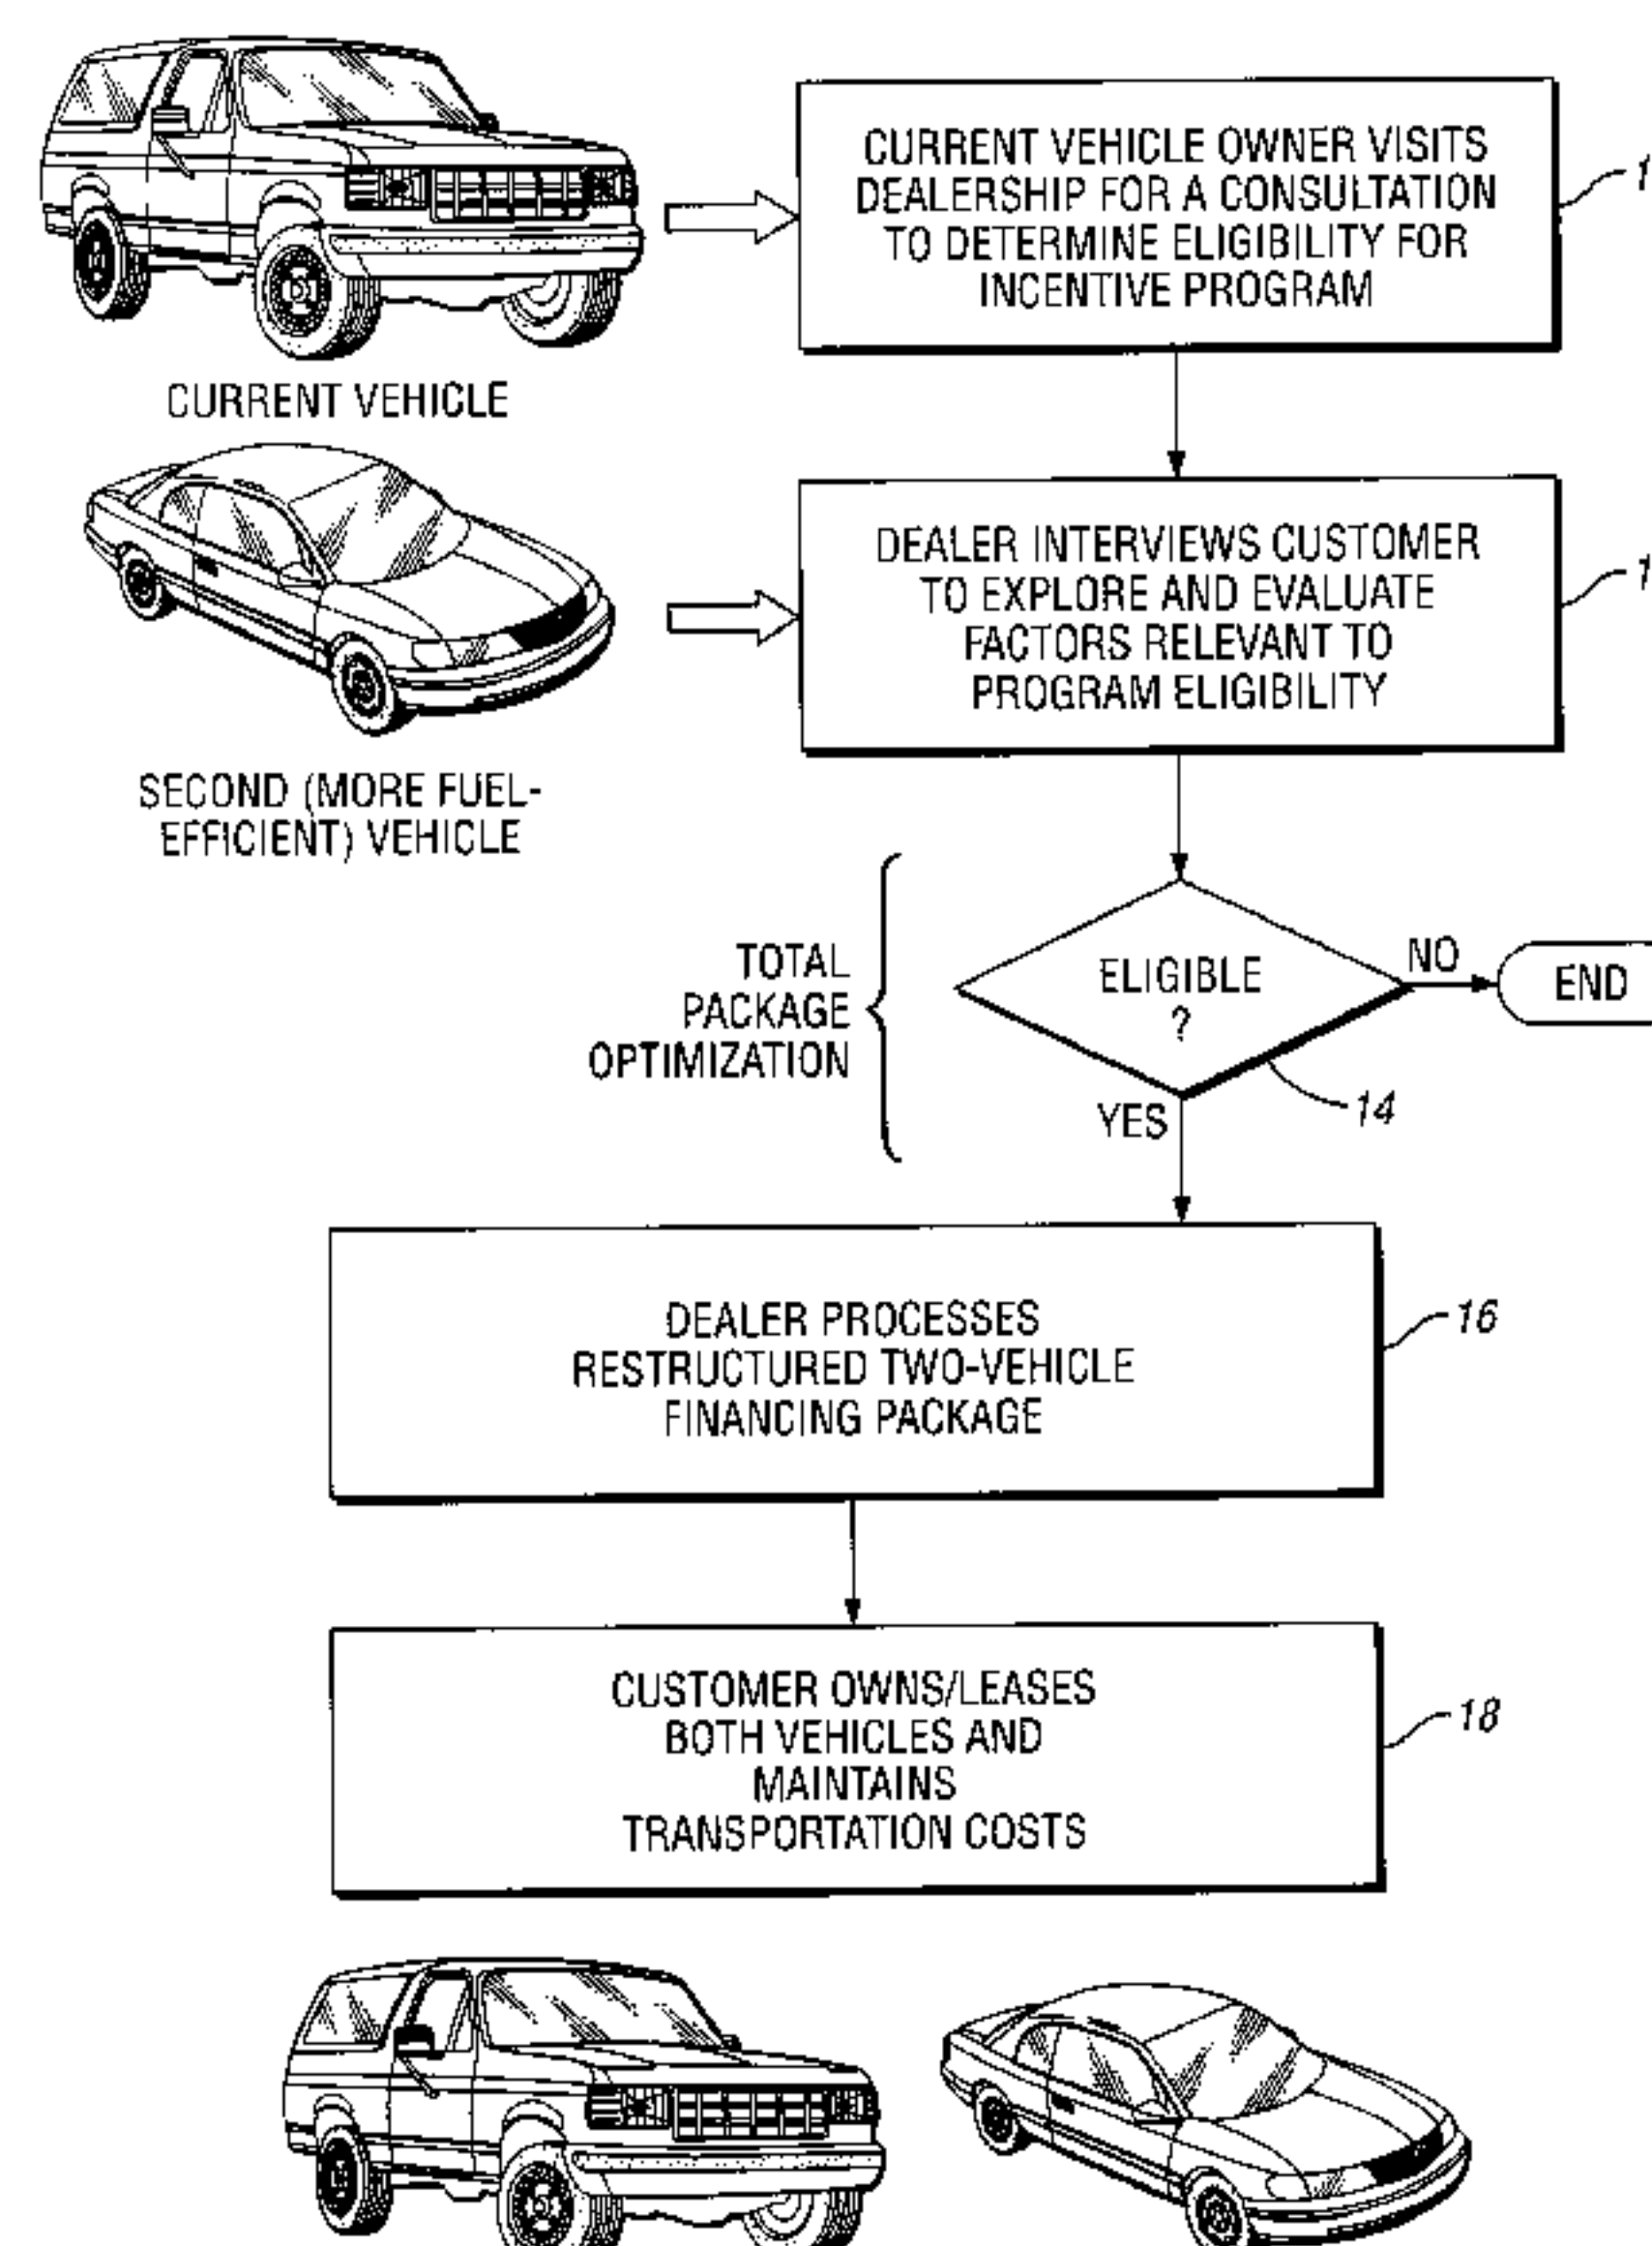 CURRENT VEHICLE OWNER VISITS
DEALERSHIP FOR A CONSULTATION
TO DETERMINE ELIGIBILITY FOR
INCENTIVE PROGRAM
CURRENT VEHICLE
DEALER INTERVIEWS CUSTOMER
TO EXPLORE AND EVALUATE
FACTORS RELEVANT TO
PROGRAM ELIGIBILITY
SECOND (MORE FUEL-
EFFICIENT) VEHICLE
TOTAL
PACKAGE
OPTIMIZATION
ELIGIBLE
?
NO
END
YES
14
DEALER PROCESSES
RESTRUCTURED TWO-VEHICLE
FINANCING PACKAGE
16
CUSTOMER OWNS/LEASES
BOTH VEHICLES AND
MAINTAINS
TRANSPORTATION COSTS
18